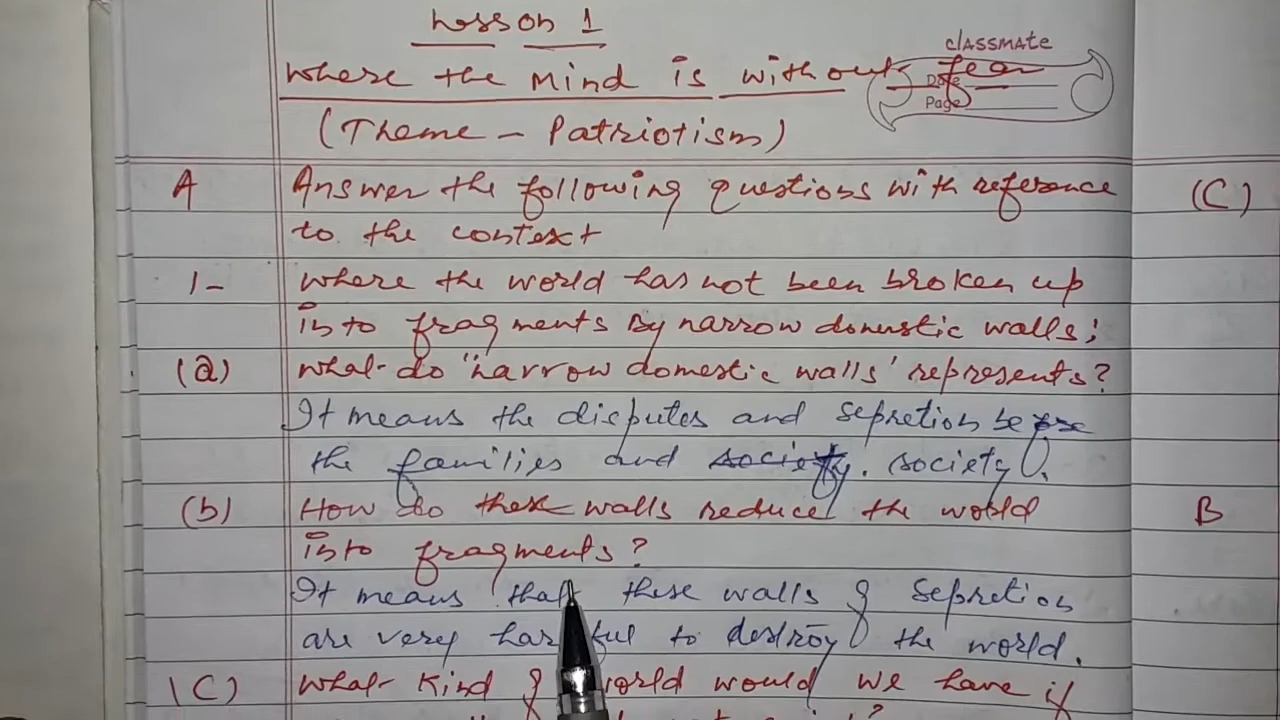 Lesson 1
classmate
Where the Mind is without fear
Date
Page
(Theme - Patriotism)
A Answer the following questions with reference (C)
to the context
1- where the world has not been broken up
into fragments By narrow domestic walls;
(a) what do "narrow domestic walls' represents?
It means the disputes and sepretion
the families and society. society.
(b) How do these walls reduce the world B
into fragments?
It means that these walls of sepretion
are very harmful to destroy the world.
(C) what kind of world would we have if